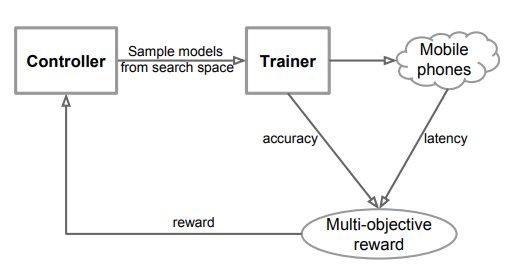 Controller
Sample models
from search space
Trainer
Mobile
phones
accuracy
latency
reward
Multi-objective
reward